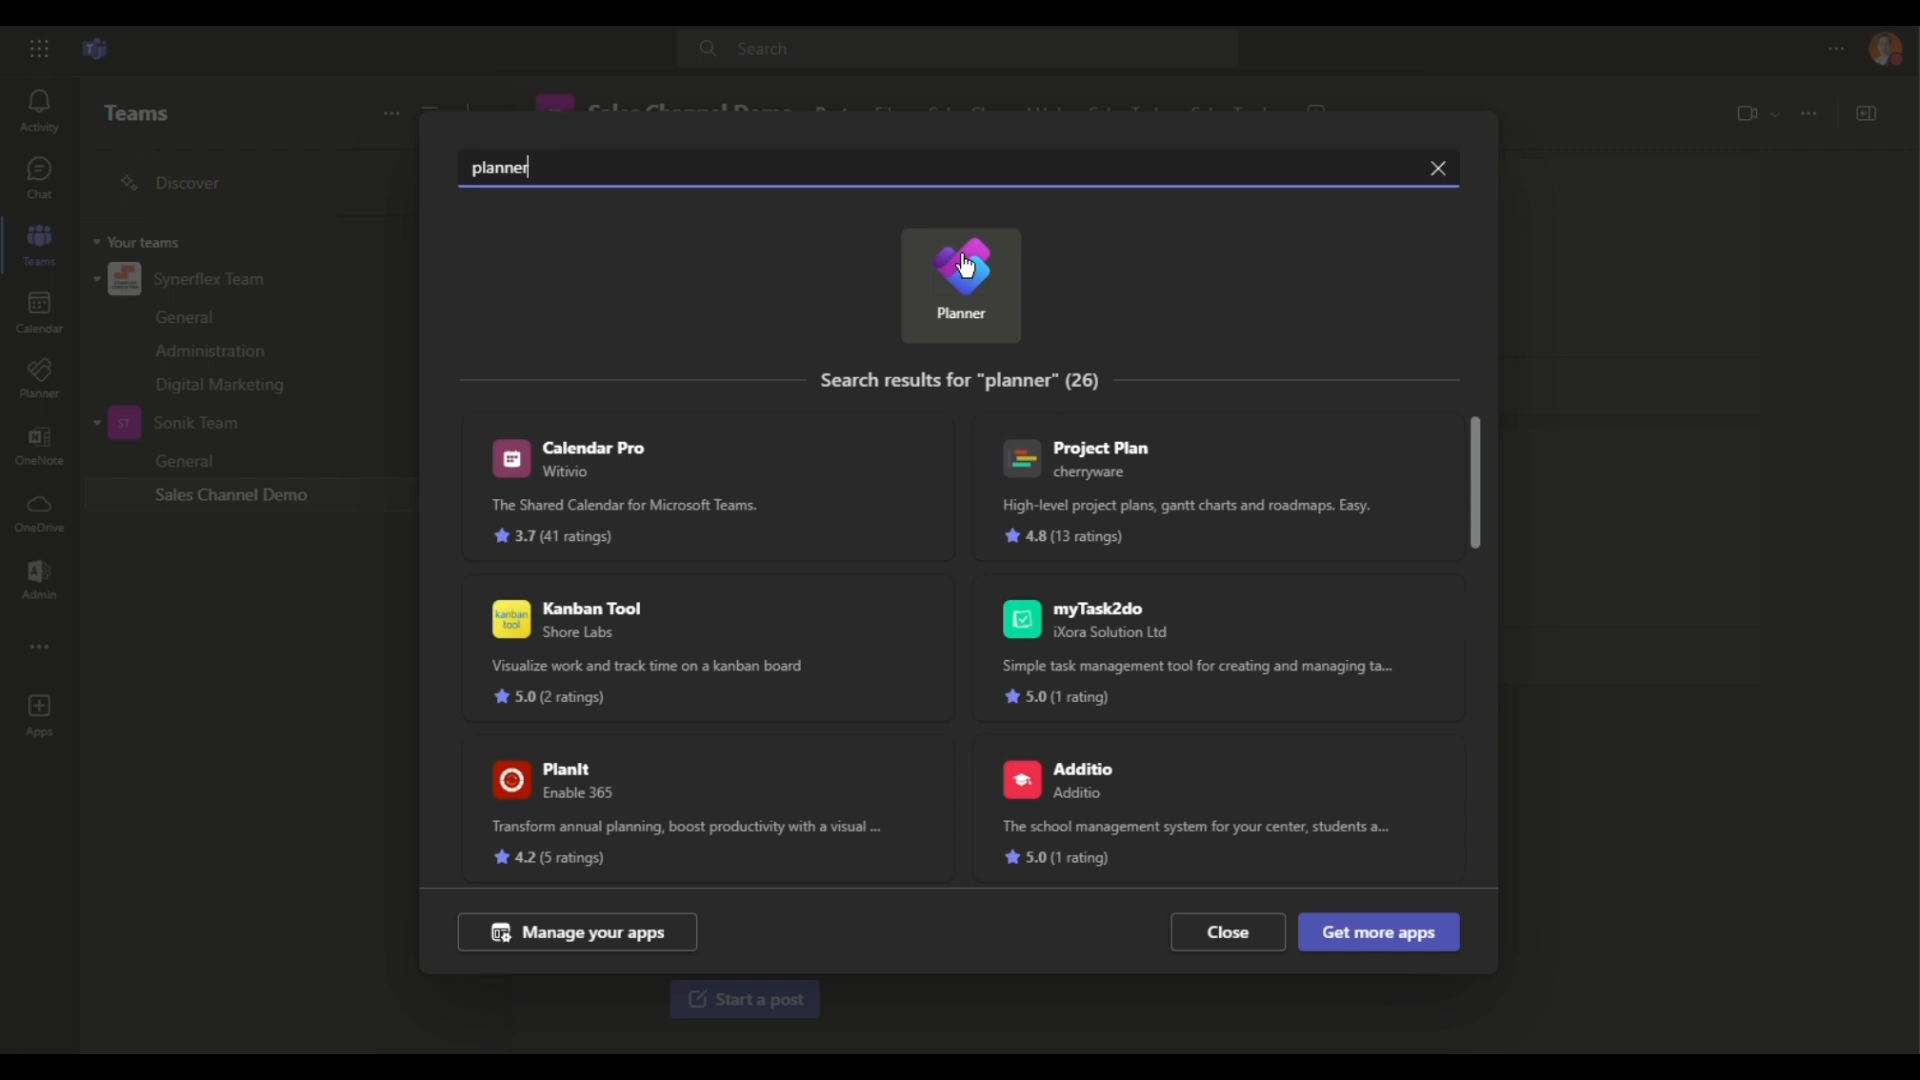 Search
Activity
Chat
Teams
Calendar
Planner
OneNote
OneDrive
Admin
Apps
Teams
Discover
Your teams
Synerflex Team
General
Administration
Digital Marketing
ST
Sonik Team
General
Sales Channel Demo
Sales Channel Demo
planner
Planner
Search results for "planner" (26)
Calendar Pro
Witivio
The Shared Calendar for Microsoft Teams.
3.7 (41 ratings)
Project Plan
cherryware
High-level project plans, gantt charts and roadmaps. Easy.
4.8 (13 ratings)
kanban
tool
Kanban Tool
Shore Labs
Visualize work and track time on a kanban board
5.0 (2 ratings)
myTask2do
iXora Solution Ltd
Simple task management tool for creating and managing ta...
5.0 (1 rating)
PlanIt
Enable 365
Transform annual planning, boost productivity with a visual ...
4.2 (5 ratings)
Additio
Additio
The school management system for your center, students a...
5.0 (1 rating)
Manage your apps
Close
Get more apps
Start a post